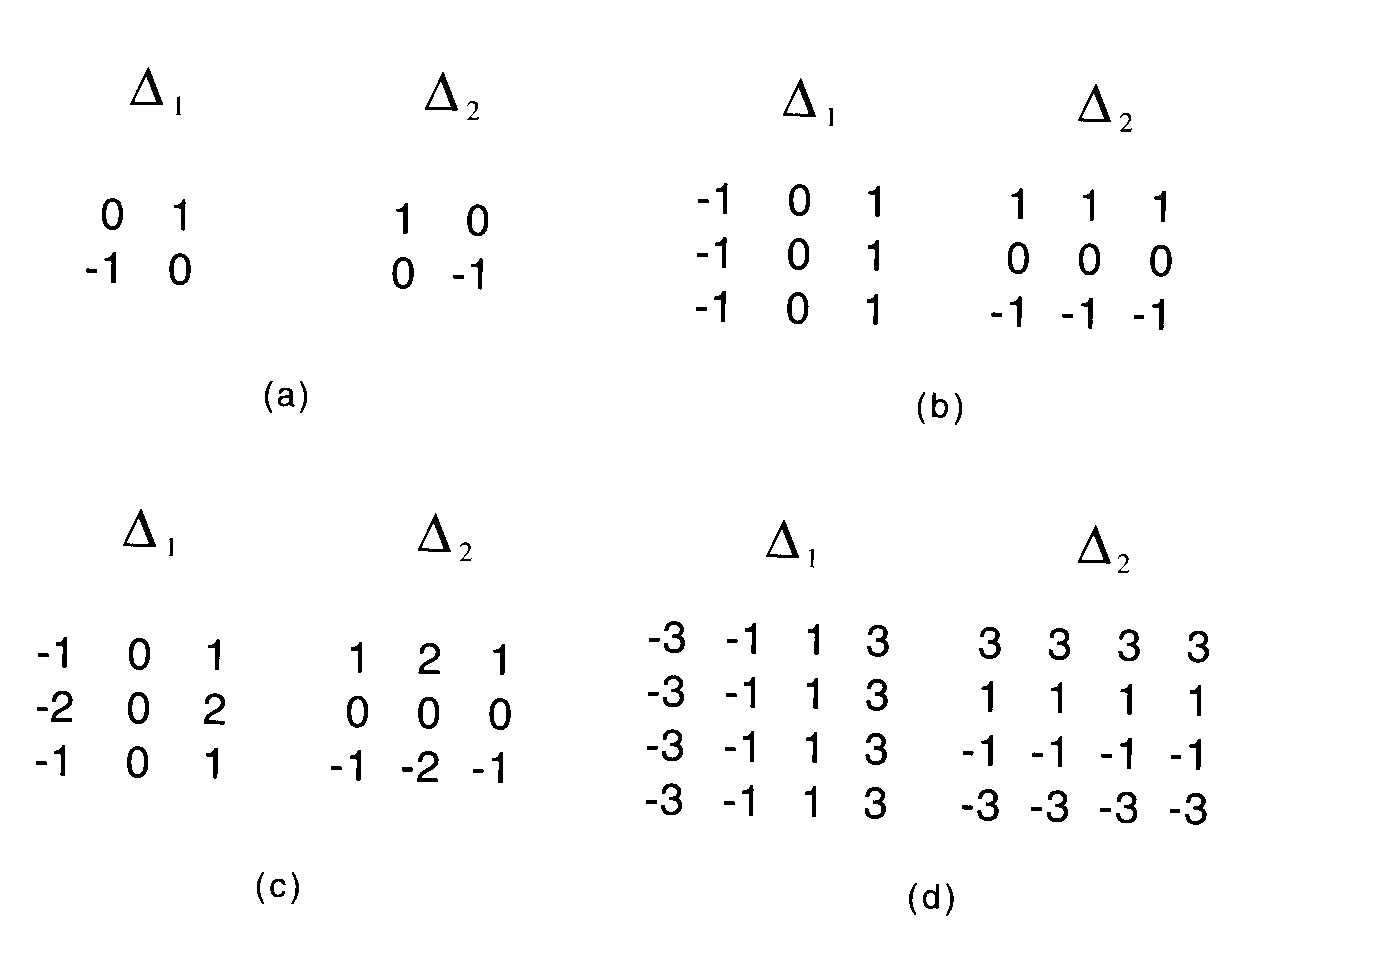 Δ₁ Δ₂
0 1 1 0
-1 0 0 -1
(a)
Δ₁ Δ₂
-1 0 1 1 1 1
-1 0 1 0 0 0
-1 0 1 -1 -1 -1
(b)
Δ₁ Δ₂
-1 0 1 1 2 1
-2 0 2 0 0 0
-1 0 1 -1 -2 -1
(c)
Δ₁ Δ₂
-3 -1 1 3 3 3 3 3
-3 -1 1 3 1 1 1 1
-3 -1 1 3 -1 -1 -1 -1
-3 -1 1 3 -3 -3 -3 -3
(d)